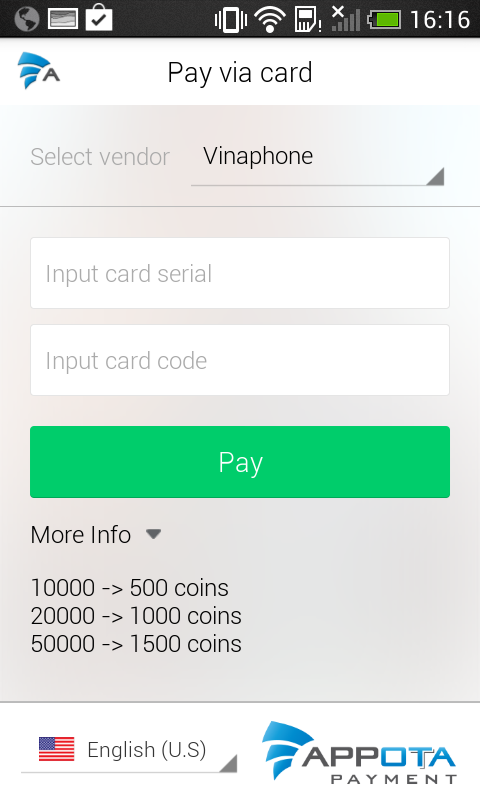 16:16
A
Pay via card
Select vendor
Vinaphone
Input card serial
Input card code
Pay
More Info
10000 -> 500 coins
20000 -> 1000 coins
50000 -> 1500 coins
English (U.S)
APPOTA
PAYMENT